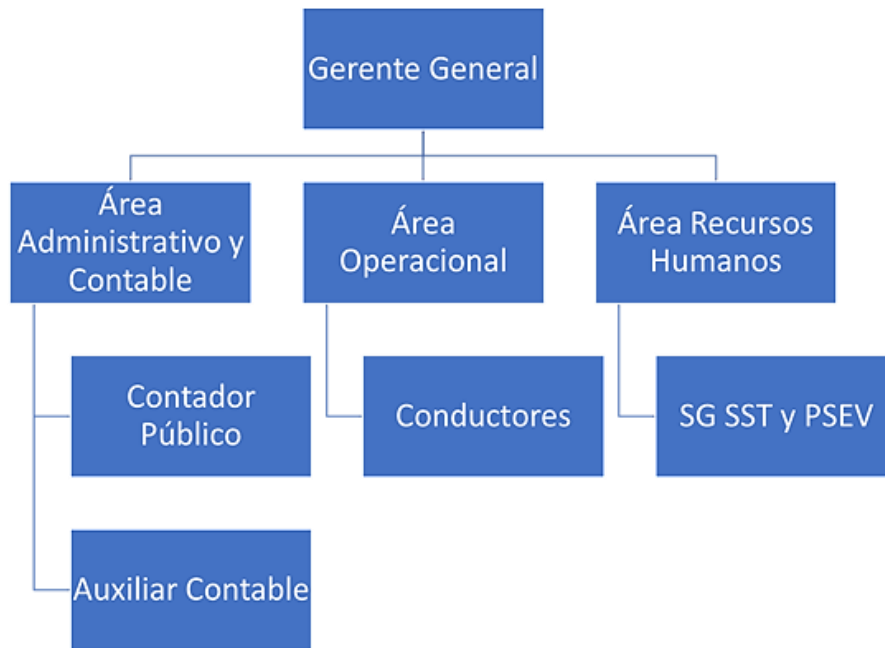 Gerente General
Área
Administrativo y
Contable
Área
Operacional
Área Recursos
Humanos
Contador
Público
Conductores
SG SST y PSEV
Auxiliar Contable